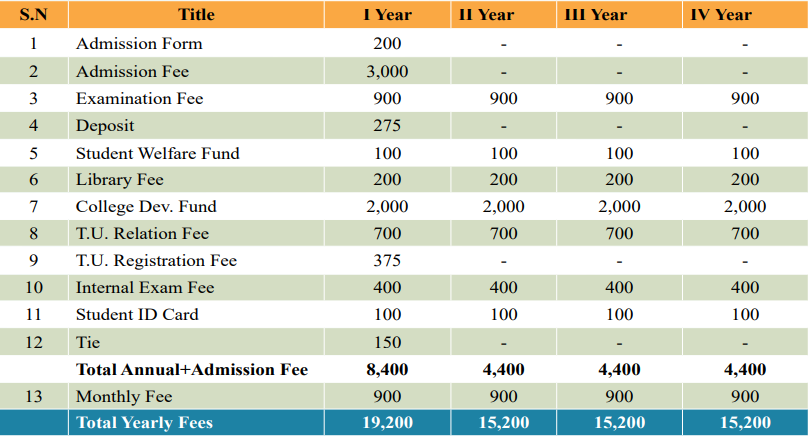 S.N Title I Year II Year III Year IV Year
1 Admission Form 200 - - -
2 Admission Fee 3,000 - - -
3 Examination Fee 900 900 900 900
4 Deposit 275 - - -
5 Student Welfare Fund 100 100 100 100
6 Library Fee 200 200 200 200
7 College Dev. Fund 2,000 2,000 2,000 2,000
8 T.U. Relation Fee 700 700 700 700
9 T.U. Registration Fee 375 - - -
10 Internal Exam Fee 400 400 400 400
11 Student ID Card 100 100 100 100
12 Tie 150 - - -
Total Annual+Admission Fee 8,400 4,400 4,400 4,400
13 Monthly Fee 900 900 900 900
Total Yearly Fees 19,200 15,200 15,200 15,200